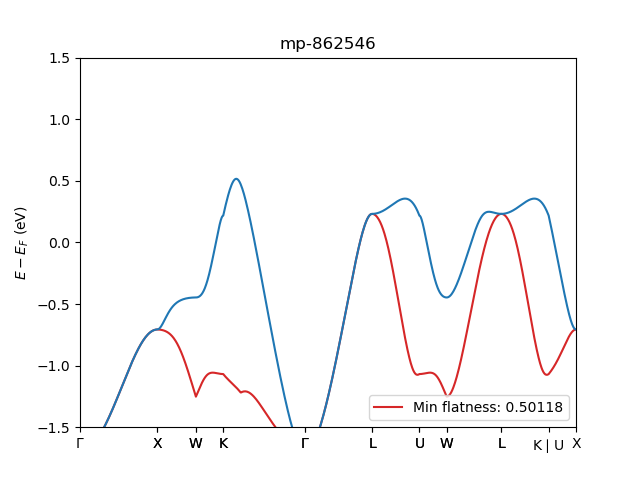 mp-862546
1.5
1.0
0.5
0.0
−0.5
−1.0
−1.5
E − E_F (eV)
Min flatness: 0.50118
Γ X W K Γ L U W L K | U X